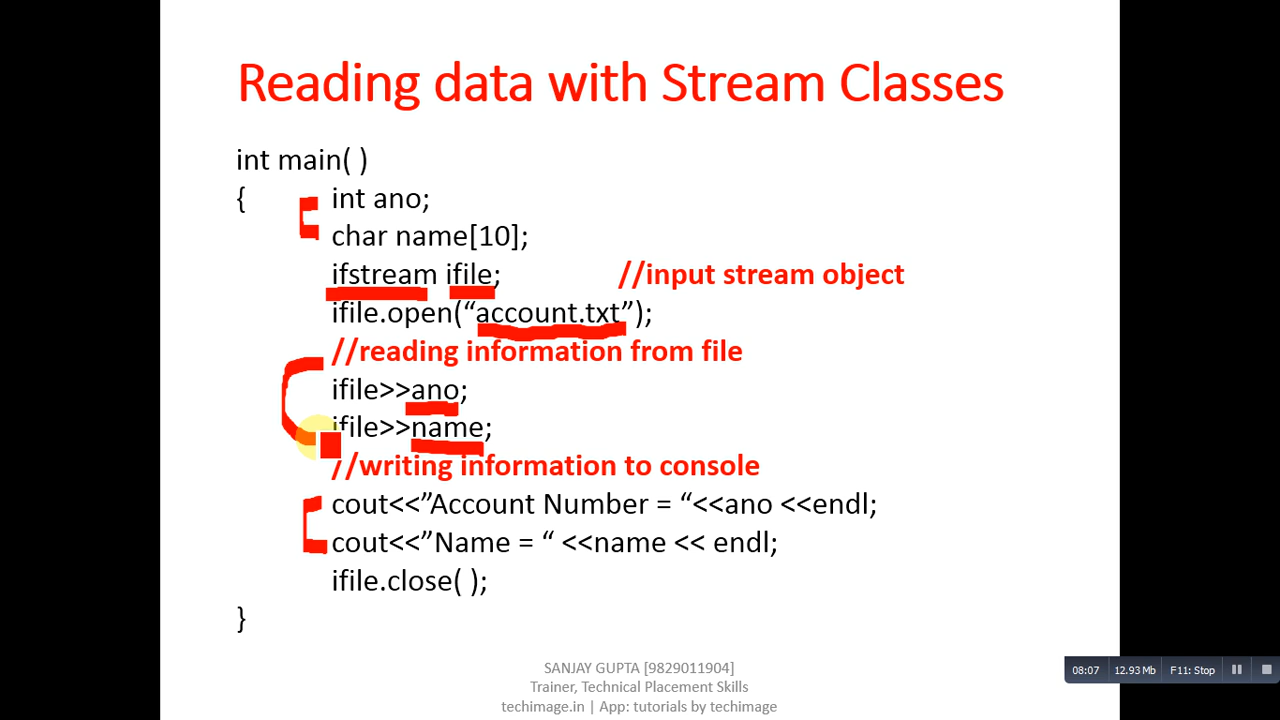 Reading data with Stream Classes
int main( )
{ int ano;
char name[10];
ifstream ifile; //input stream object
ifile.open(“account.txt”);
//reading information from file
ifile>>ano;
ifile>>name;
//writing information to console
cout<<”Account Number = “<<ano <<endl;
cout<<”Name = “ <<name << endl;
ifile.close( );
}
SANJAY GUPTA [9829011904]
Trainer, Technical Placement Skills
techimage.in | App: tutorials by techimage
08:07 12.93 Mb F11: Stop